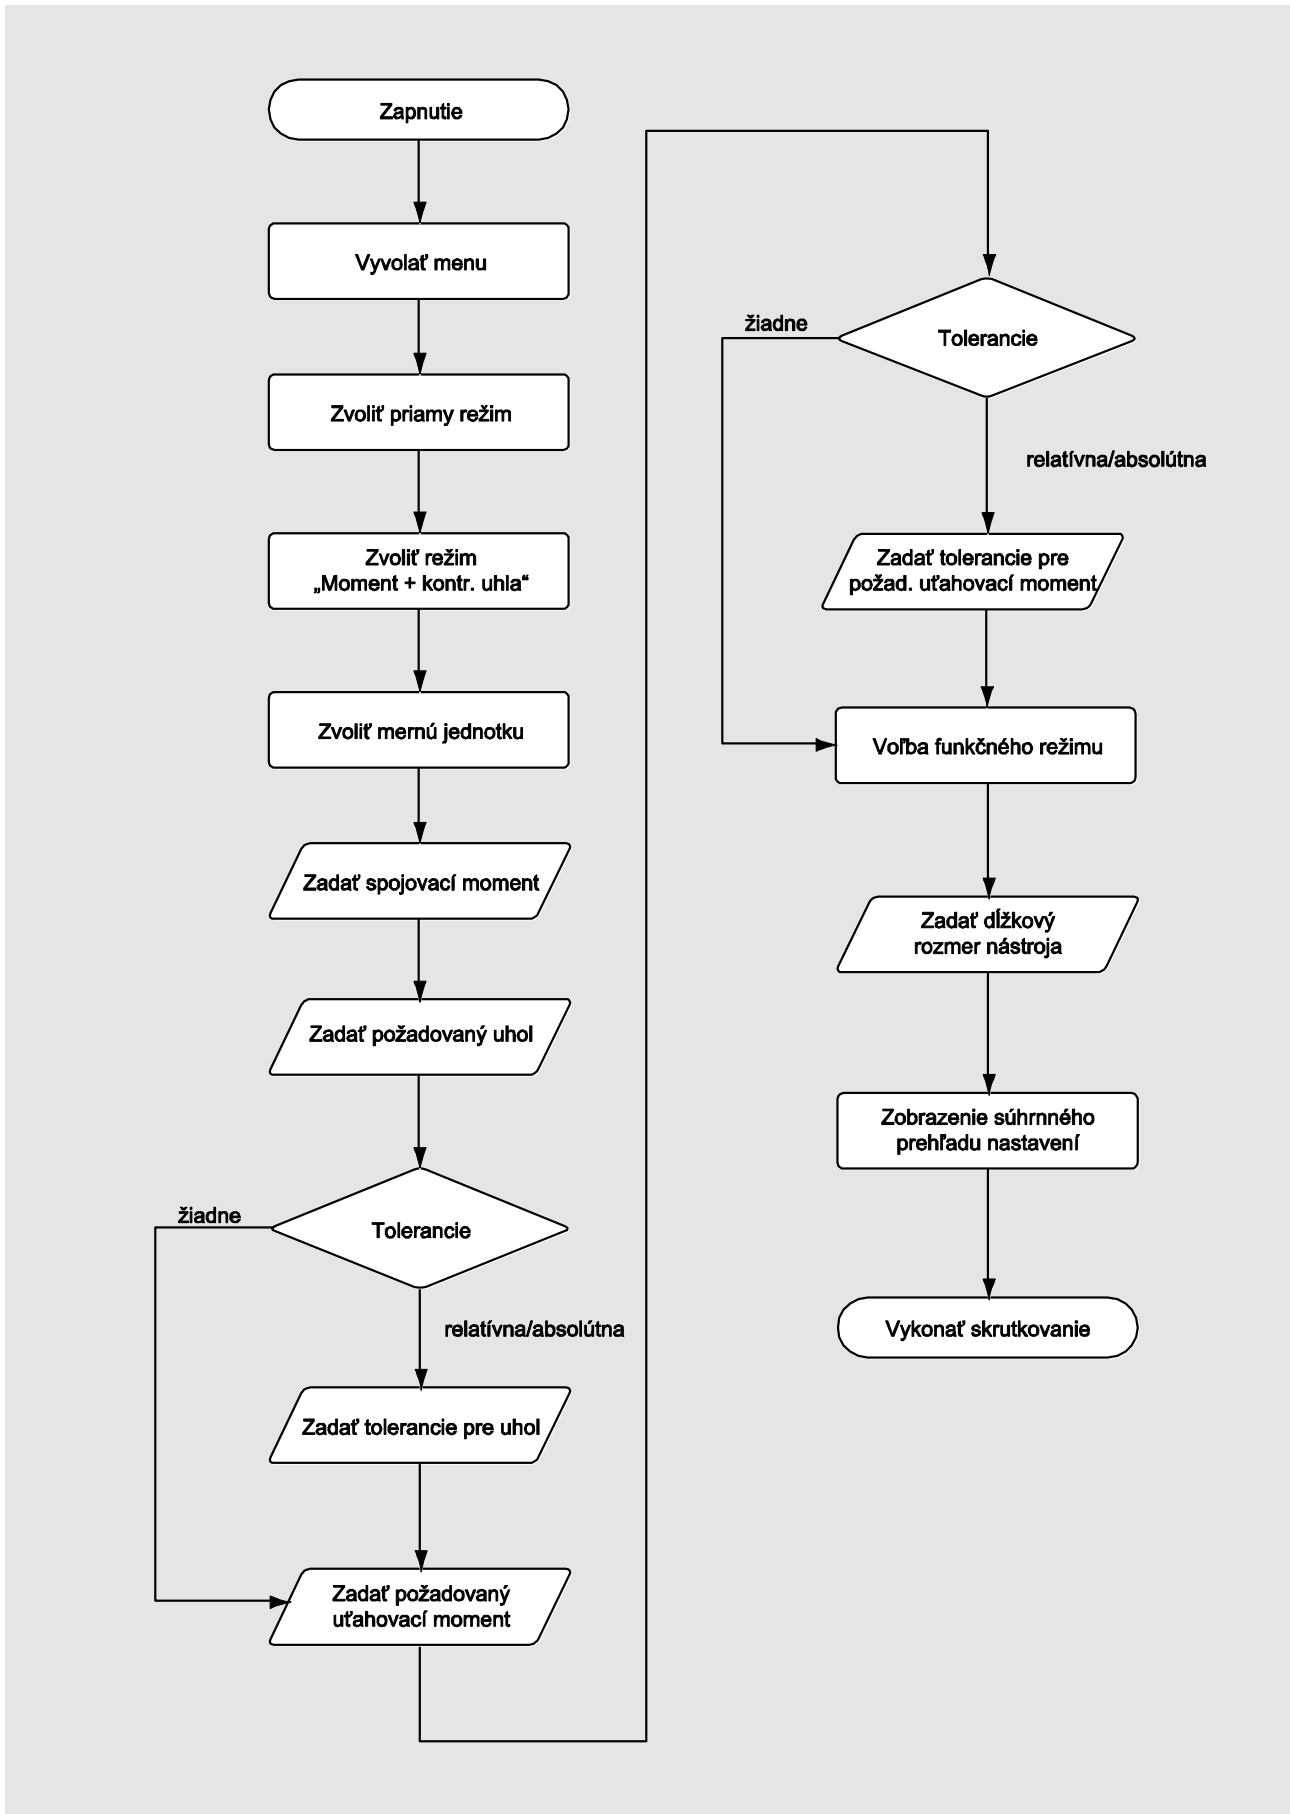 Zapnutie
Vyvolať menu
Zvoliť priamy režim
Zvoliť režim
„Moment + kontr. uhla“
Zvoliť mernú jednotku
Zadať spojovací moment
Zadať požadovaný uhol
žiadne
Tolerancie
relatívna/absolútna
Zadať tolerancie pre uhol
Zadať požadovaný
uťahovací moment
žiadne
Tolerancie
relatívna/absolútna
Zadať tolerancie pre
požad. uťahovací moment
Voľba funkčného režimu
Zadať dĺžkový
rozmer nástroja
Zobrazenie súhrnného
prehľadu nastavení
Vykonať skrutkovanie